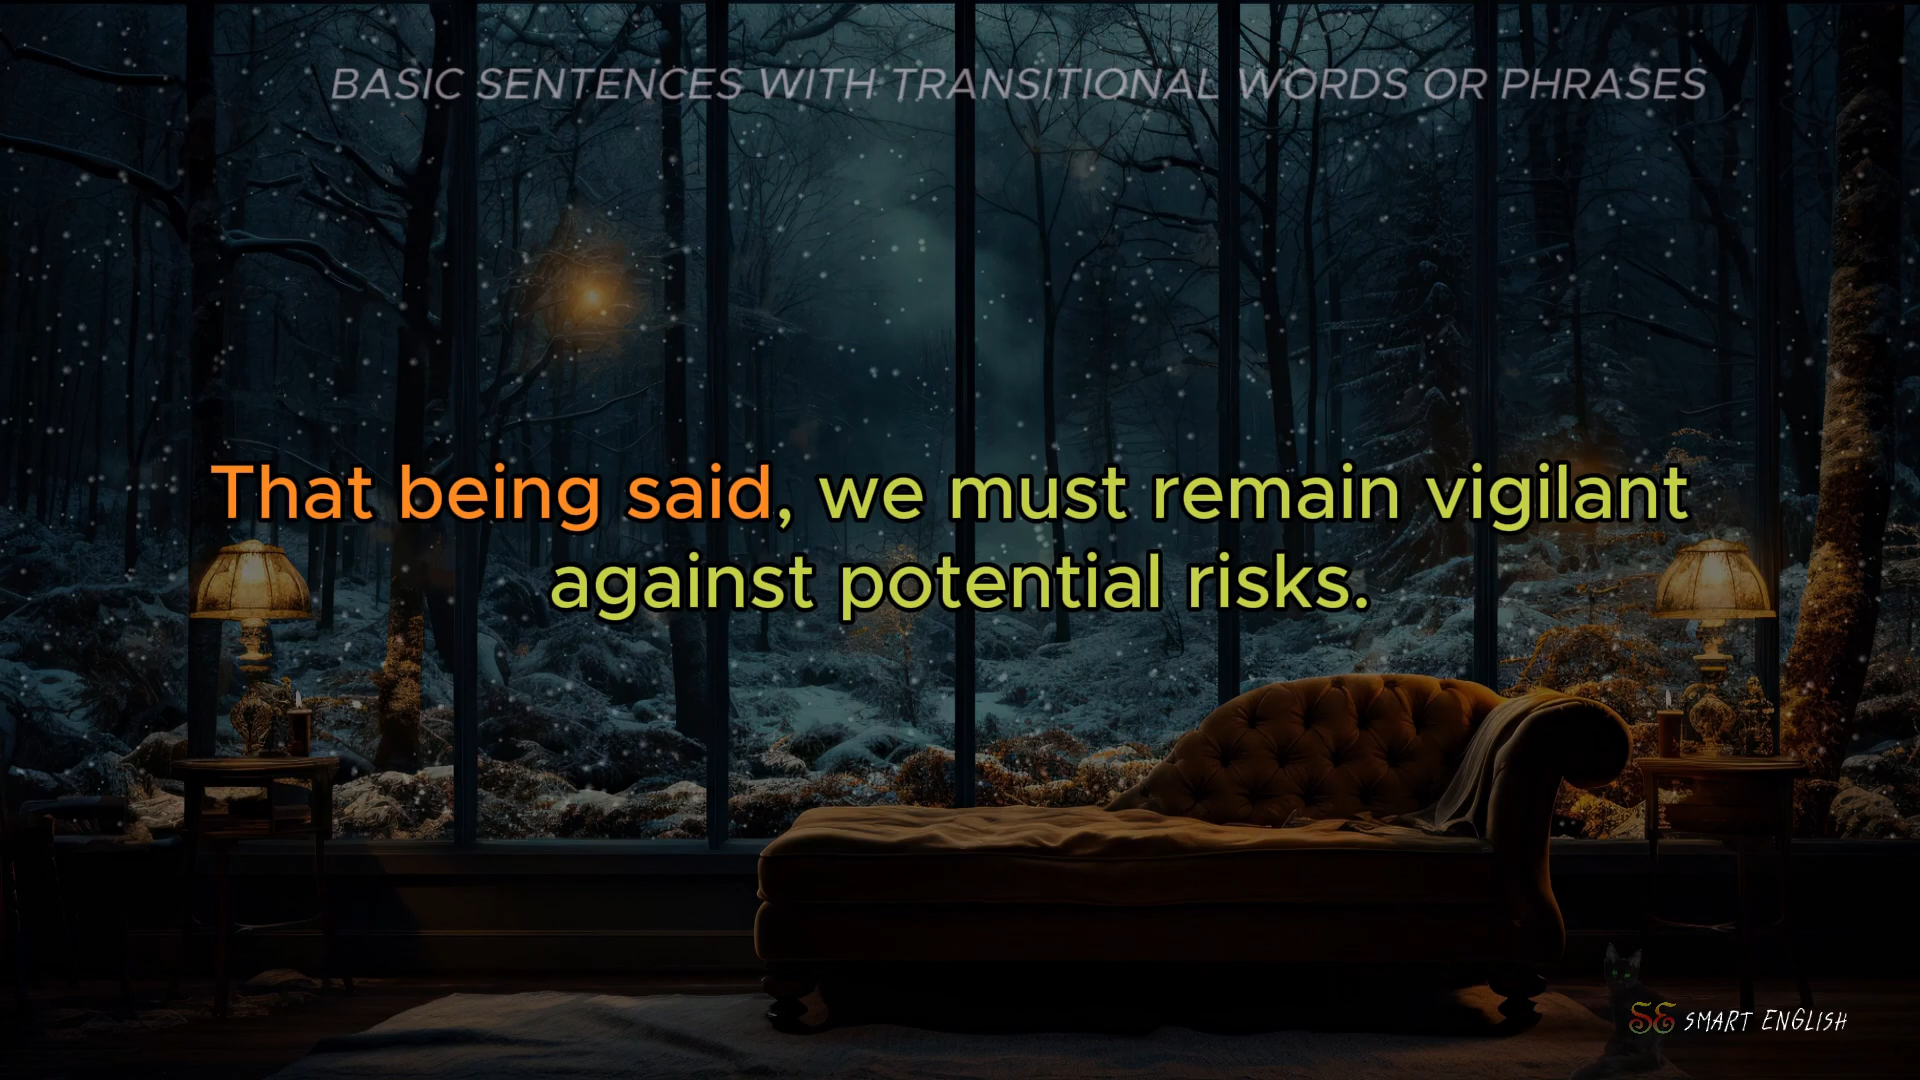 BASIC SENTENCES WITH TRANSITIONAL WORDS OR PHRASES
That being said, we must remain vigilant
against potential risks.
SE SMART ENGLISH